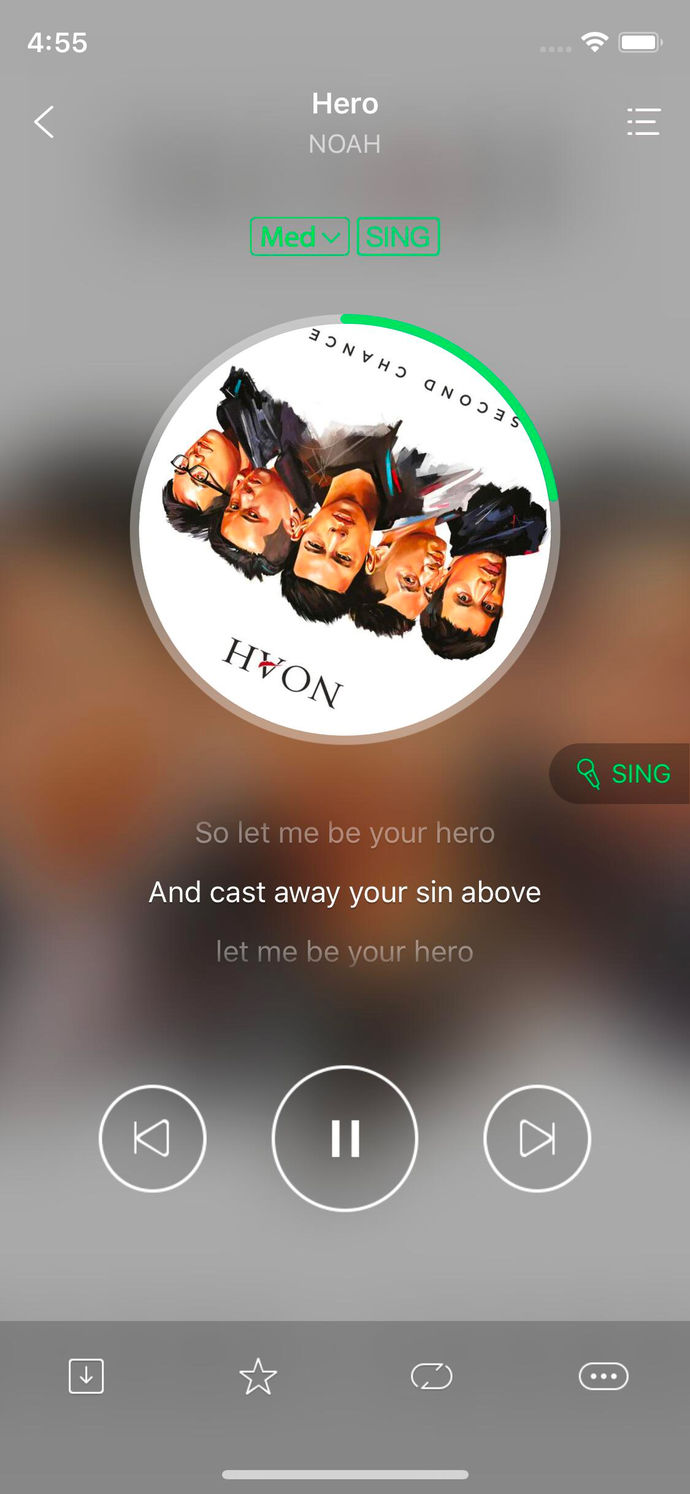 4:55
Hero
NOAH
Med
SING
SECOND CHANCE
NOAH
SING
So let me be your hero
And cast away your sin above
let me be your hero